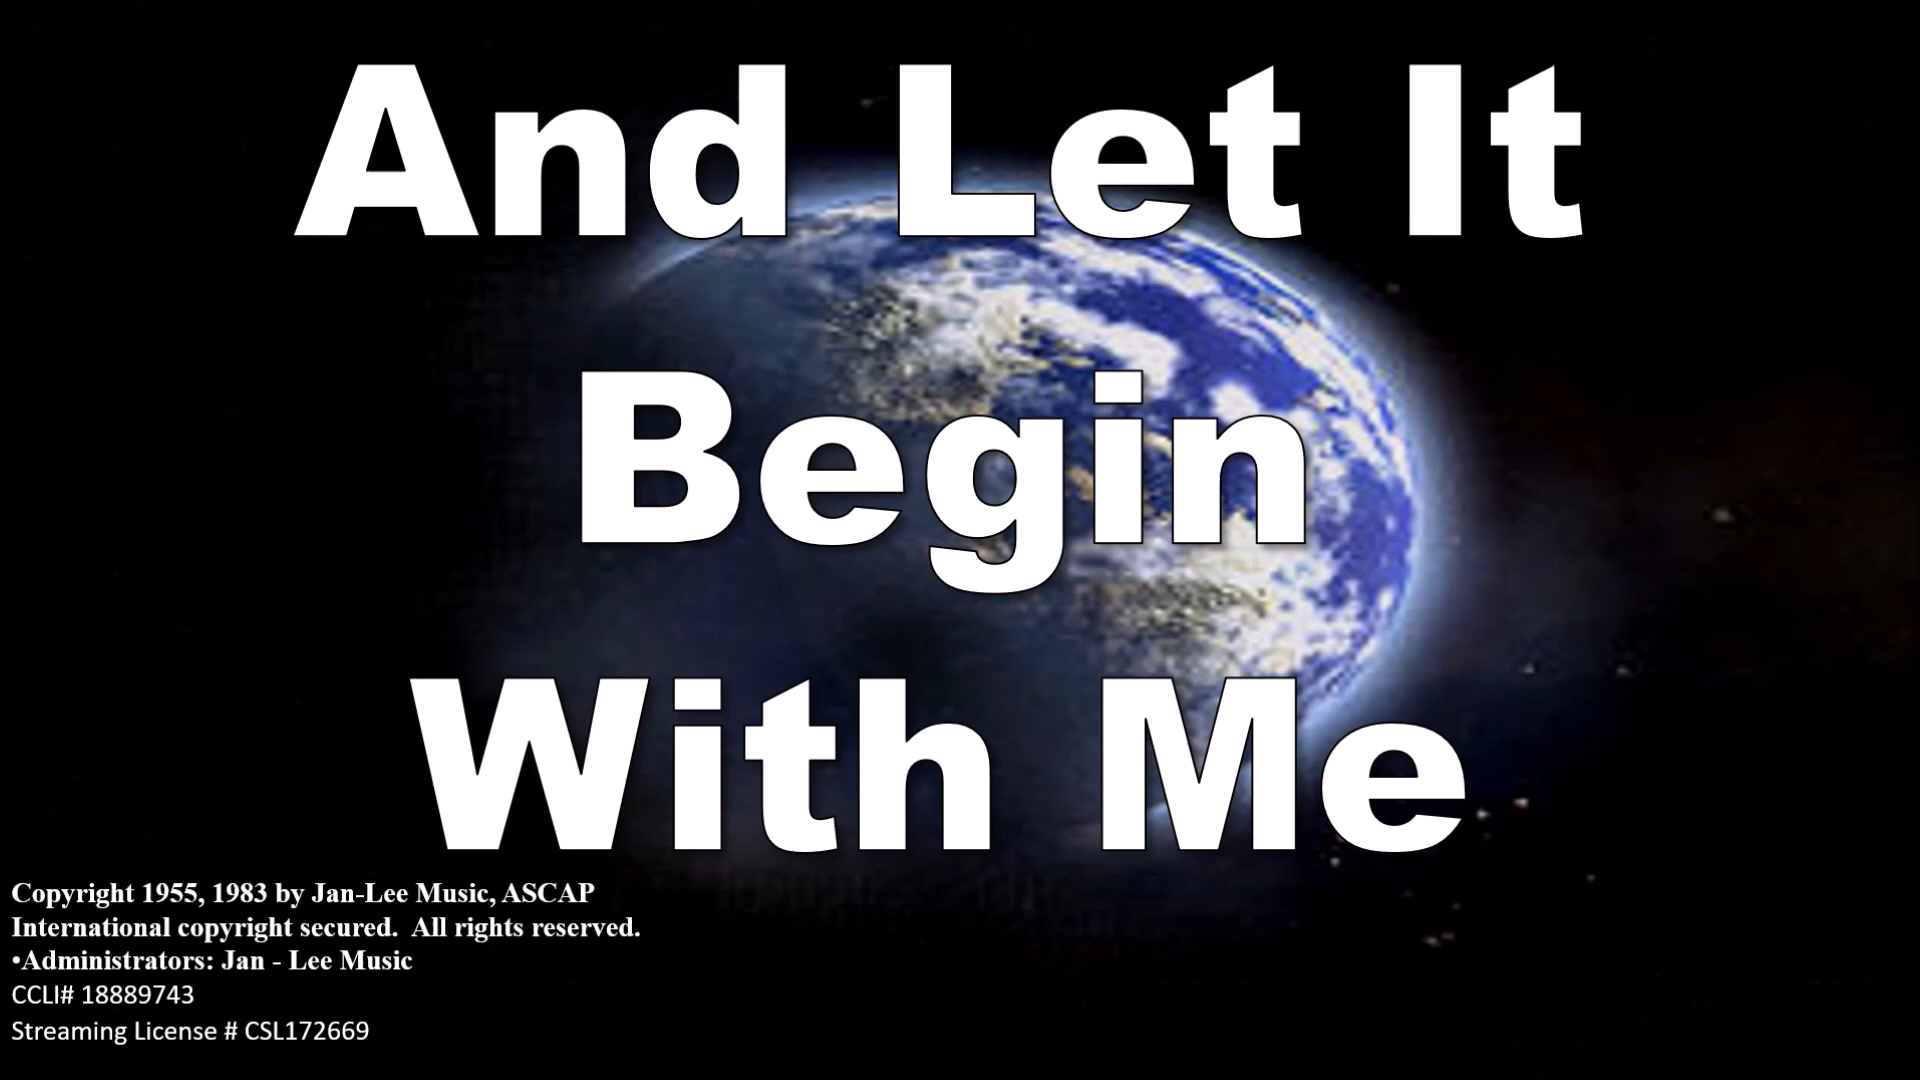 And Let It
Begin
With Me
Copyright 1955, 1983 by Jan-Lee Music, ASCAP
International copyright secured.  All rights reserved.
•Administrators: Jan - Lee Music
CCLI# 18889743
Streaming License # CSL172669